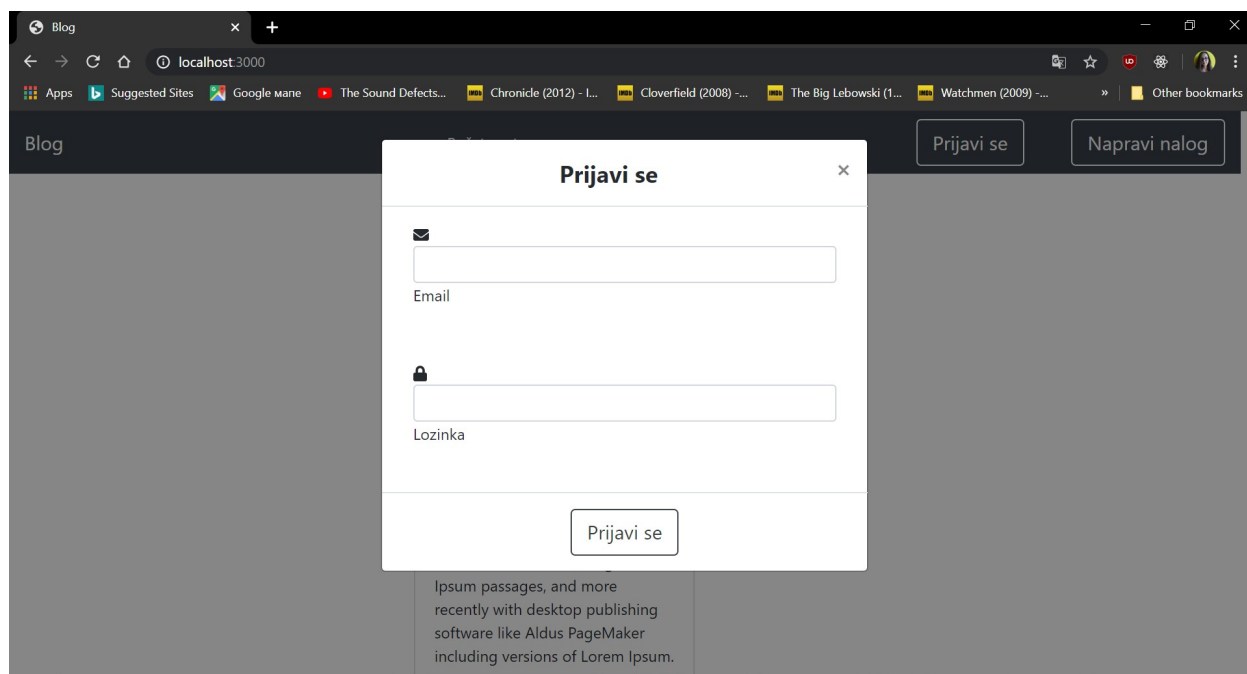 Blog
localhost:3000
Apps Suggested Sites Google мапе The Sound Defects... Chronicle (2012) - I... Cloverfield (2008) -... The Big Lebowski (1... Watchmen (2009) -... » Other bookmarks
Blog
Prijavi se
Napravi nalog
Prijavi se
×
Email
Lozinka
Prijavi se
Ipsum passages, and more
recently with desktop publishing
software like Aldus PageMaker
including versions of Lorem Ipsum.